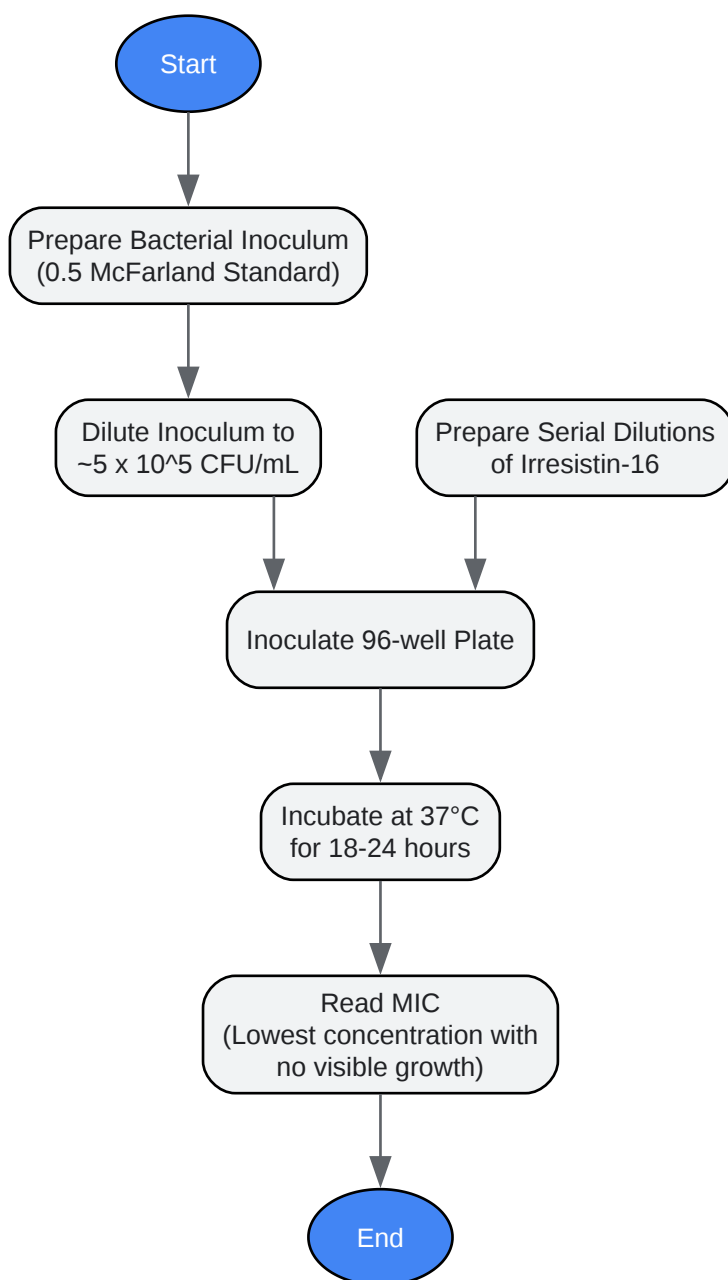 Start
Prepare Bacterial Inoculum
(0.5 McFarland Standard)
Dilute Inoculum to
~5 x 10^5 CFU/mL
Prepare Serial Dilutions
of Irresistin-16
Inoculate 96-well Plate
Incubate at 37°C
for 18-24 hours
Read MIC
(Lowest concentration with
no visible growth)
End